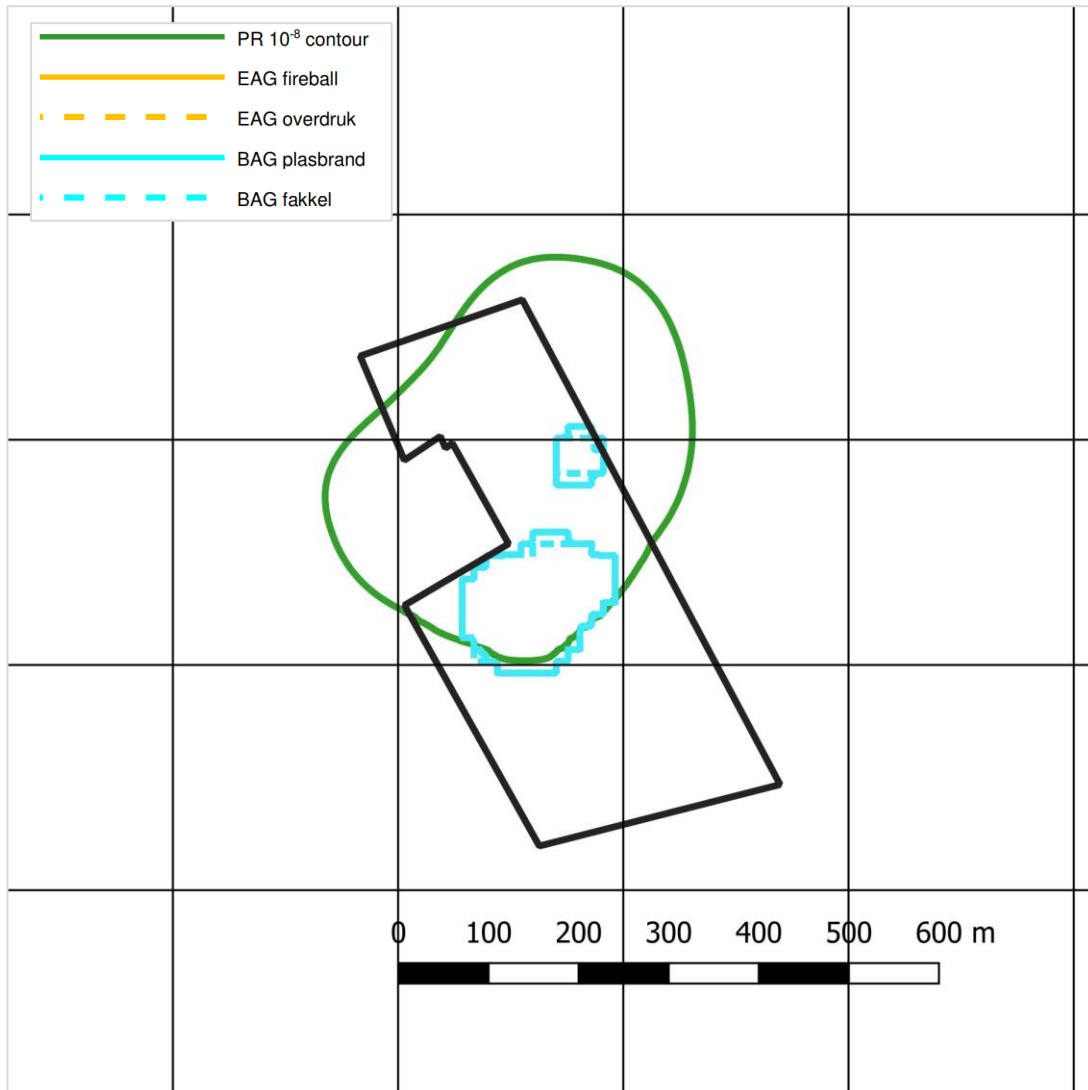 PR 10⁻⁸ contour
EAG fireball
EAG overdruk
BAG plasbrand
BAG fakkel
0 100 200 300 400 500 600 m